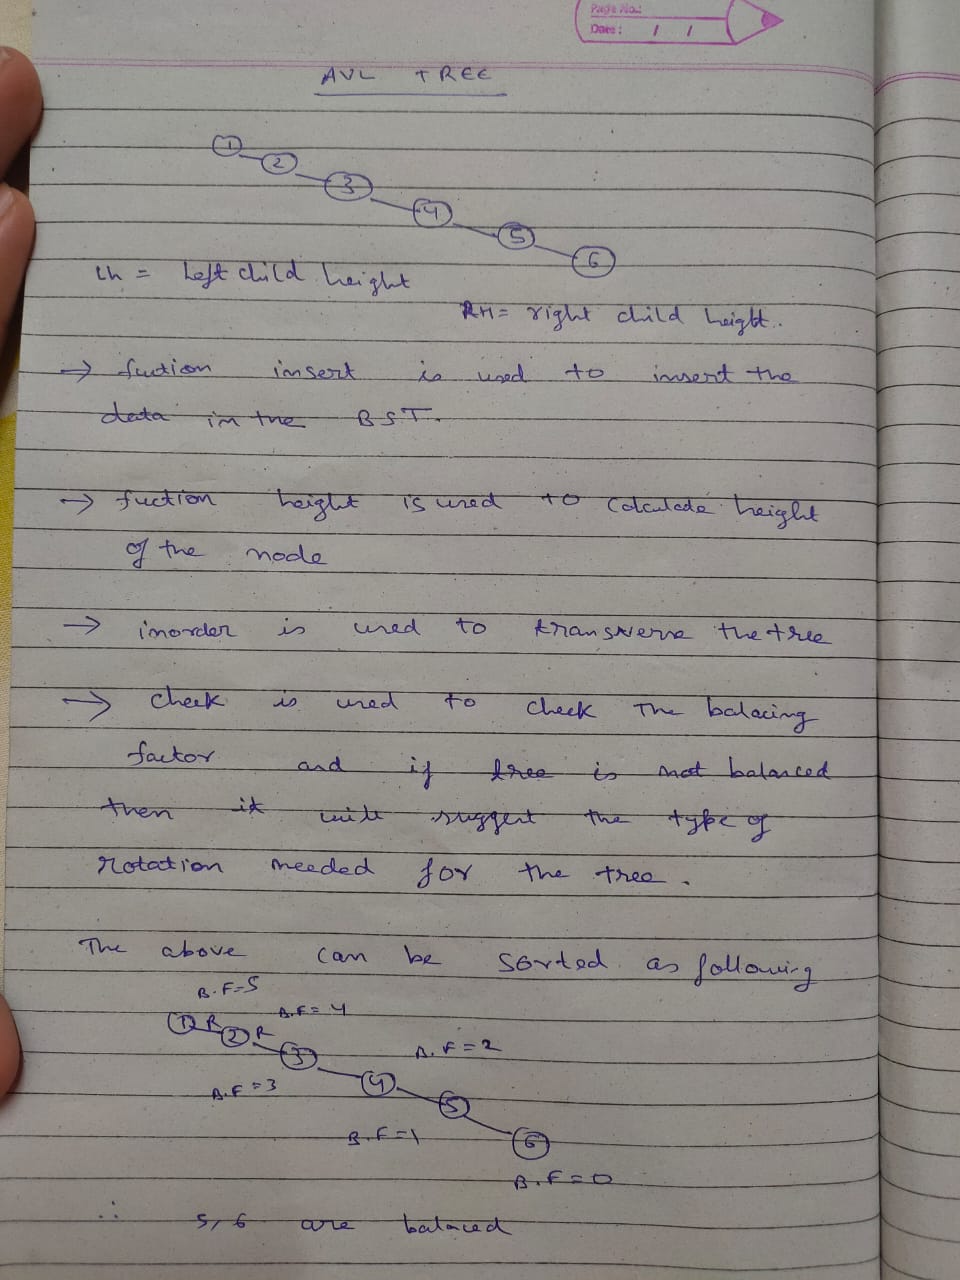 Page No.:
Date: / /
AVL TREE
1
2
3
4
5
6
Lh = Left child height
RH = right child height.
→ fuction insert is used to insert the
data in the BST.
→ fuction height is used to calculate height
of the node
→ inorder is used to transverse the tree
→ check is used to check The balacing
factor and if tree is not balanced
then it will suggest the type of
rotation needed for the tree.
The above can be sorted as following
B.F=5
B.F=4
1 R 2 R 3
B.F=2
B.F=3
4
5
B.F=1
6
B.F=0
∴ 5, 6 are balaced